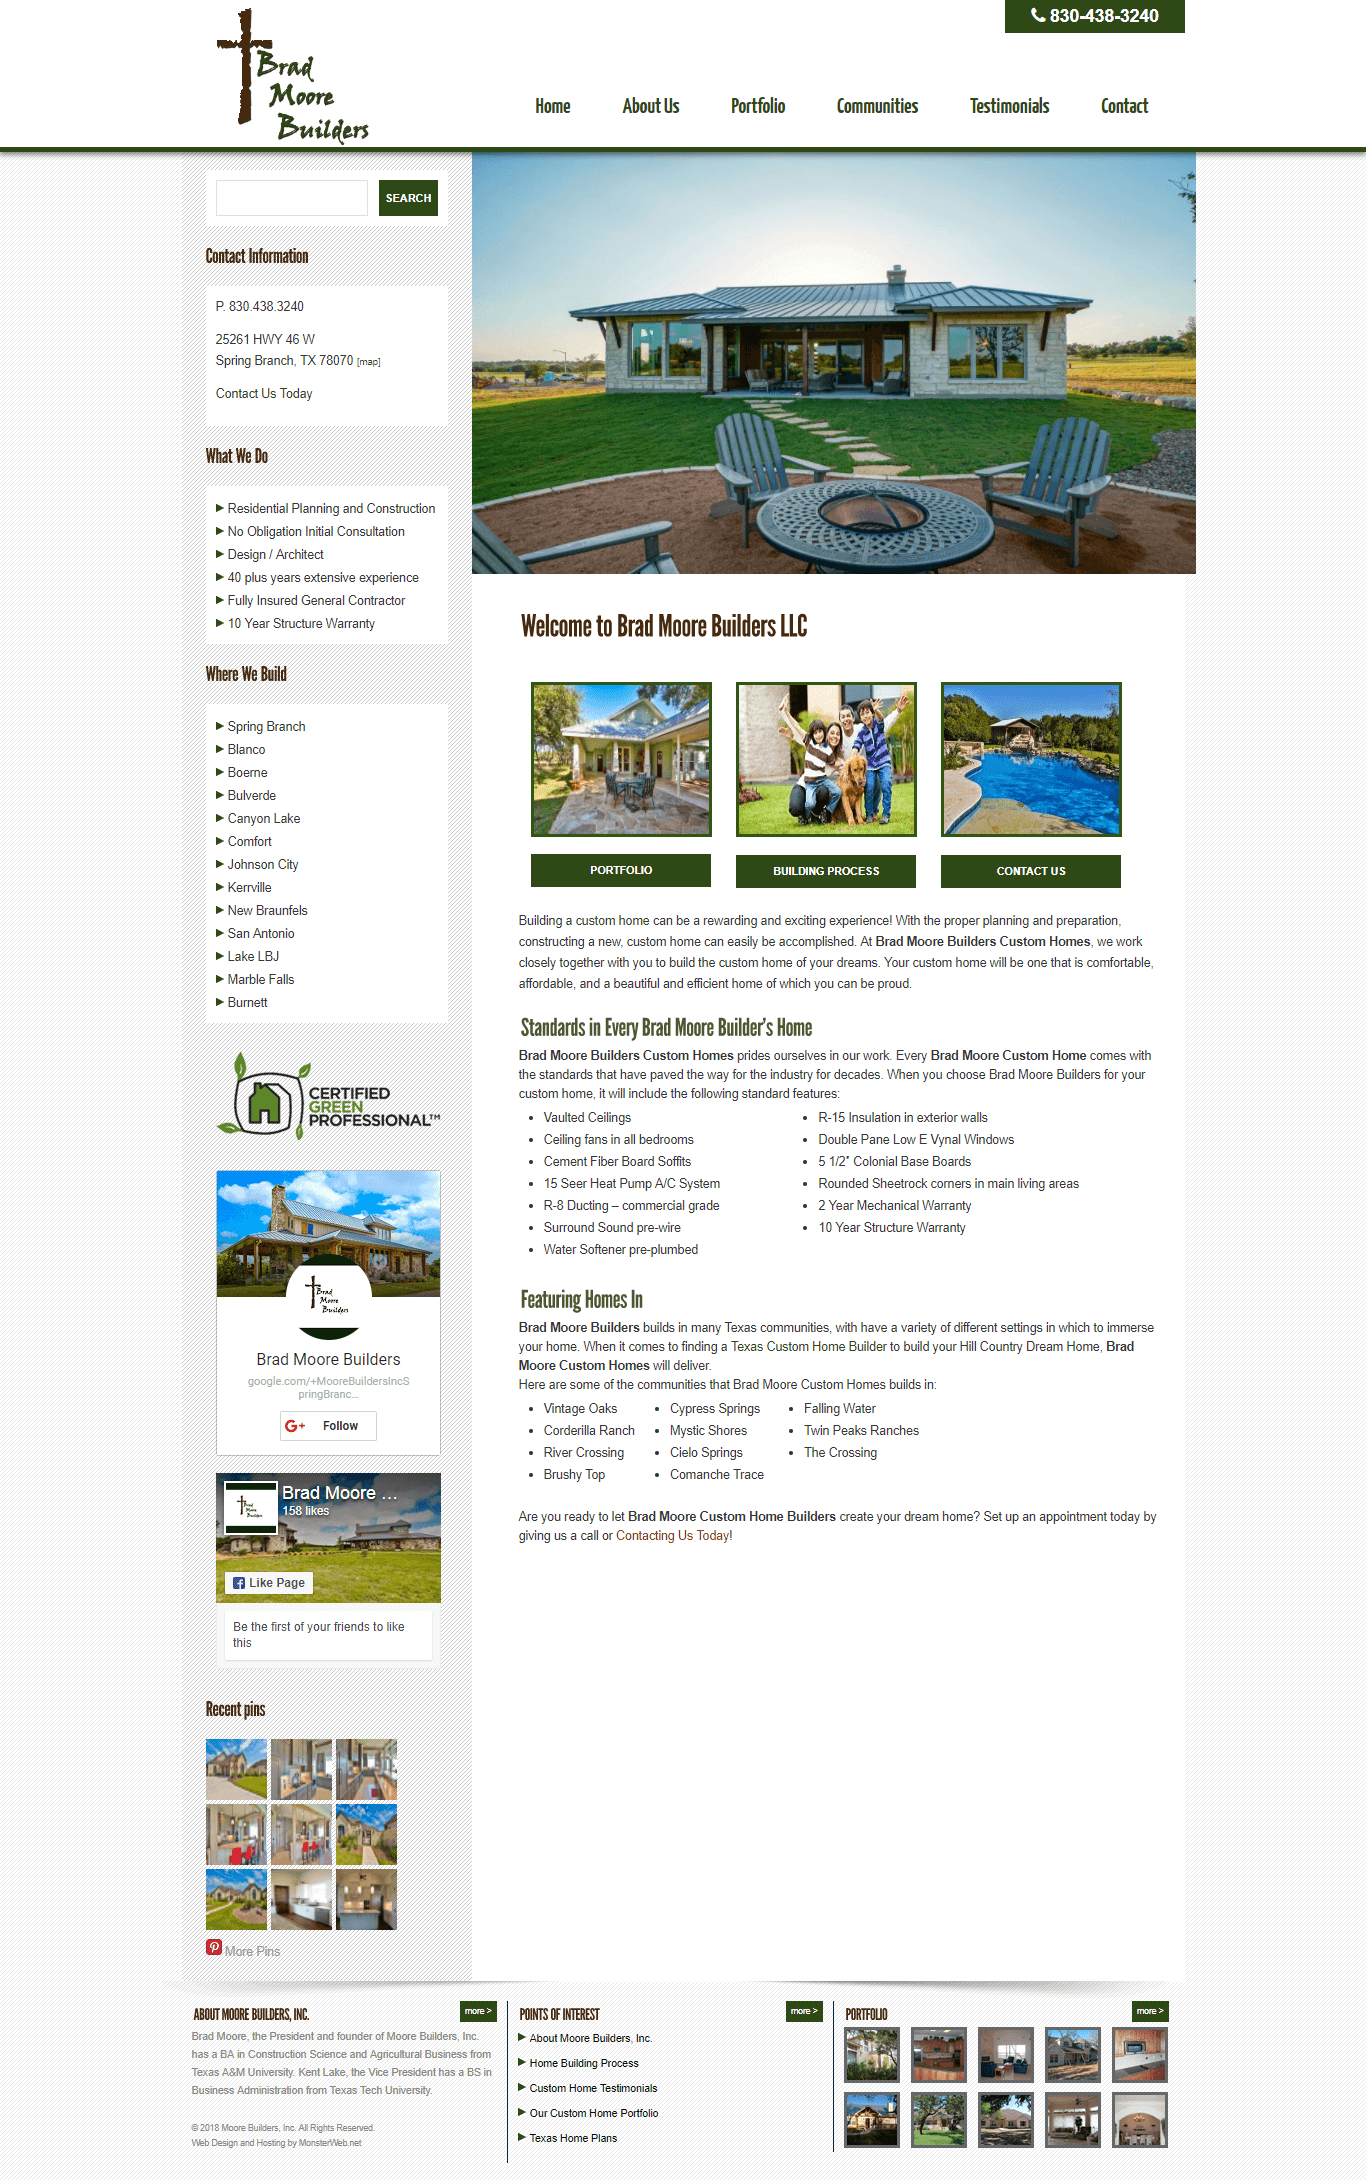 830-438-3240
Brad
Moore
Builders
Home About Us Portfolio Communities Testimonials Contact
SEARCH
Contact Information
P. 830.438.3240
25261 HWY 46 W
Spring Branch, TX 78070 [map]
Contact Us Today
What We Do
Residential Planning and Construction
No Obligation Initial Consultation
Design / Architect
40 plus years extensive experience
Fully Insured General Contractor
10 Year Structure Warranty
Where We Build
Spring Branch
Blanco
Boerne
Bulverde
Canyon Lake
Comfort
Johnson City
Kerrville
New Braunfels
San Antonio
Lake LBJ
Marble Falls
Burnett
CERTIFIED
GREEN
PROFESSIONAL™
Brad
Moore
Builders
Brad Moore Builders
google.com/+MooreBuildersIncS
pringBranc...
G+ Follow
Brad
Moore
Builders
Brad Moore ...
158 likes
Like Page
Be the first of your friends to like
this
Recent pins
More Pins
Welcome to Brad Moore Builders LLC
PORTFOLIO BUILDING PROCESS CONTACT US
Building a custom home can be a rewarding and exciting experience! With the proper planning and preparation,
constructing a new, custom home can easily be accomplished. At Brad Moore Builders Custom Homes, we work
closely together with you to build the custom home of your dreams. Your custom home will be one that is comfortable,
affordable, and a beautiful and efficient home of which you can be proud.
Standards in Every Brad Moore Builder's Home
Brad Moore Builders Custom Homes prides ourselves in our work. Every Brad Moore Custom Home comes with
the standards that have paved the way for the industry for decades. When you choose Brad Moore Builders for your
custom home, it will include the following standard features:
Vaulted Ceilings
Ceiling fans in all bedrooms
Cement Fiber Board Soffits
15 Seer Heat Pump A/C System
R-8 Ducting – commercial grade
Surround Sound pre-wire
Water Softener pre-plumbed
R-15 Insulation in exterior walls
Double Pane Low E Vynal Windows
5 1/2″ Colonial Base Boards
Rounded Sheetrock corners in main living areas
2 Year Mechanical Warranty
10 Year Structure Warranty
Featuring Homes In
Brad Moore Builders builds in many Texas communities, with have a variety of different settings in which to immerse
your home. When it comes to finding a Texas Custom Home Builder to build your Hill Country Dream Home, Brad
Moore Custom Homes will deliver.
Here are some of the communities that Brad Moore Custom Homes builds in:
Vintage Oaks
Corderilla Ranch
River Crossing
Brushy Top
Cypress Springs
Mystic Shores
Cielo Springs
Comanche Trace
Falling Water
Twin Peaks Ranches
The Crossing
Are you ready to let Brad Moore Custom Home Builders create your dream home? Set up an appointment today by
giving us a call or Contacting Us Today!
ABOUT MOORE BUILDERS, INC. more >
Brad Moore, the President and founder of Moore Builders, Inc.
has a BA in Construction Science and Agricultural Business from
Texas A&M University. Kent Lake, the Vice President has a BS in
Business Administration from Texas Tech University.
© 2018 Moore Builders, Inc. All Rights Reserved.
Web Design and Hosting by MonsterWeb.net
POINTS OF INTEREST more >
About Moore Builders, Inc.
Home Building Process
Custom Home Testimonials
Our Custom Home Portfolio
Texas Home Plans
PORTFOLIO more >